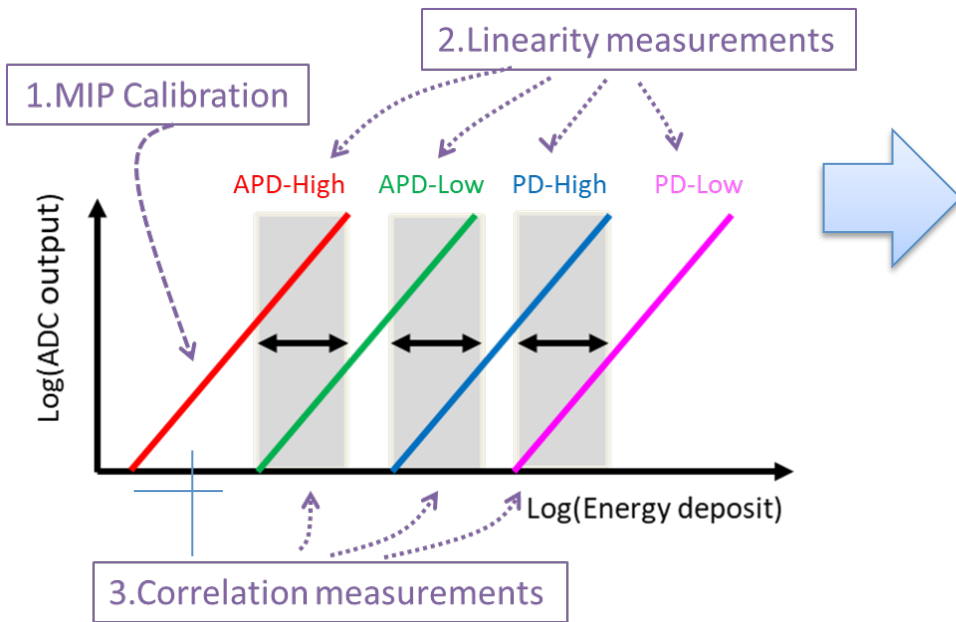 2.Linearity measurements
1.MIP Calibration
APD-High APD-Low PD-High PD-Low
Log(ADC output)
Log(Energy deposit)
3.Correlation measurements